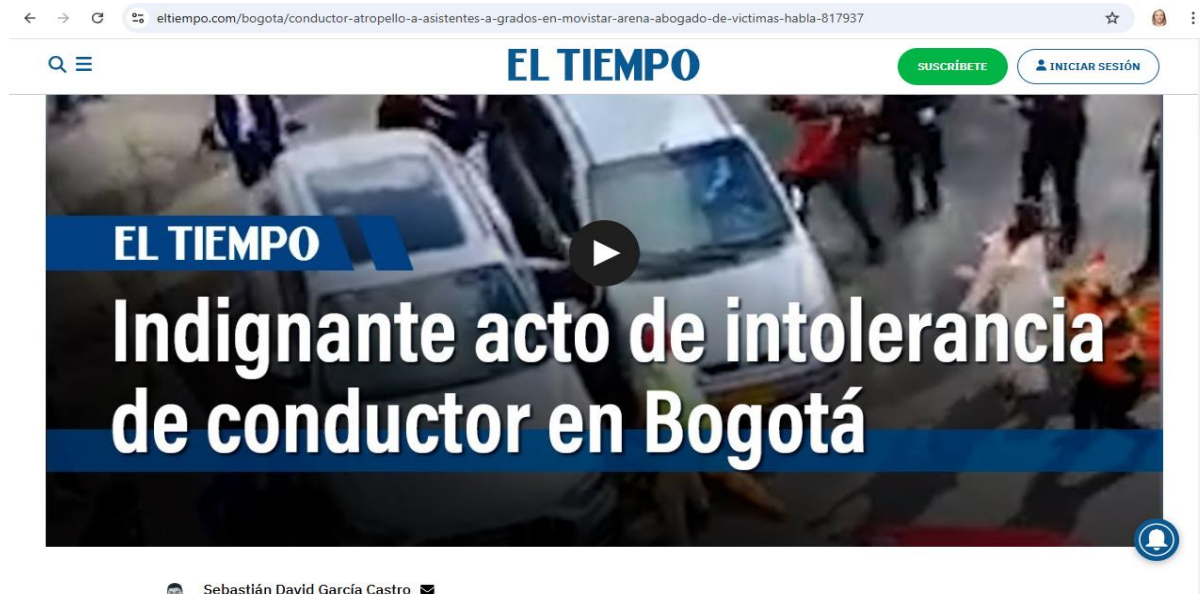 eltiempo.com/bogota/conductor-atropello-a-asistentes-a-grados-en-movistar-arena-abogado-de-victimas-habla-817937
EL TIEMPO
SUSCRÍBETE
INICIAR SESIÓN
EL TIEMPO
Indignante acto de intolerancia
de conductor en Bogotá
Sebastián David García Castro